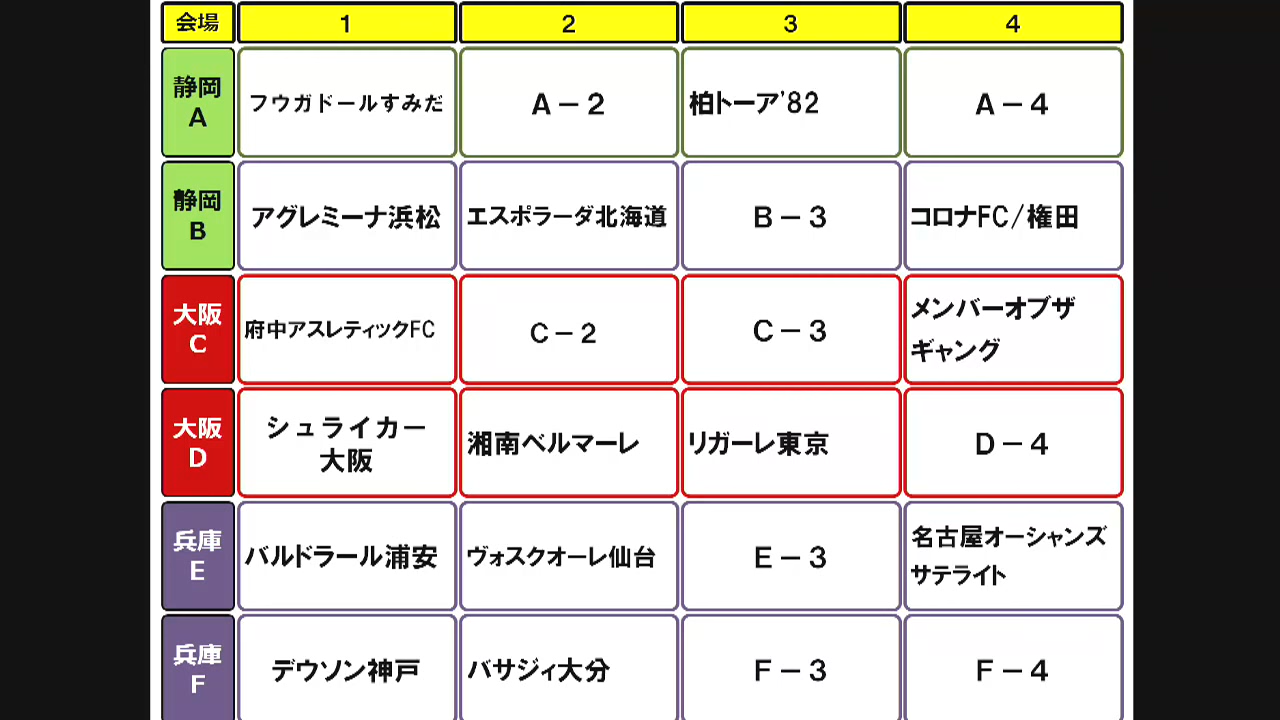 会場 1 2 3 4
静岡 A フウガドールすみだ A－2 柏トーア'82 A－4
静岡 B アグレミーナ浜松 エスポラーダ北海道 B－3 コロナFC/権田
大阪 C 府中アスレティックFC C－2 C－3 メンバーオブザ
ギャング
大阪 D シュライカー
大阪 湘南ベルマーレ リガーレ東京 D－4
兵庫 E バルドラール浦安 ヴォスクオーレ仙台 E－3 名古屋オーシャンズ
サテライト
兵庫 F デウソン神戸 バサジィ大分 F－3 F－4